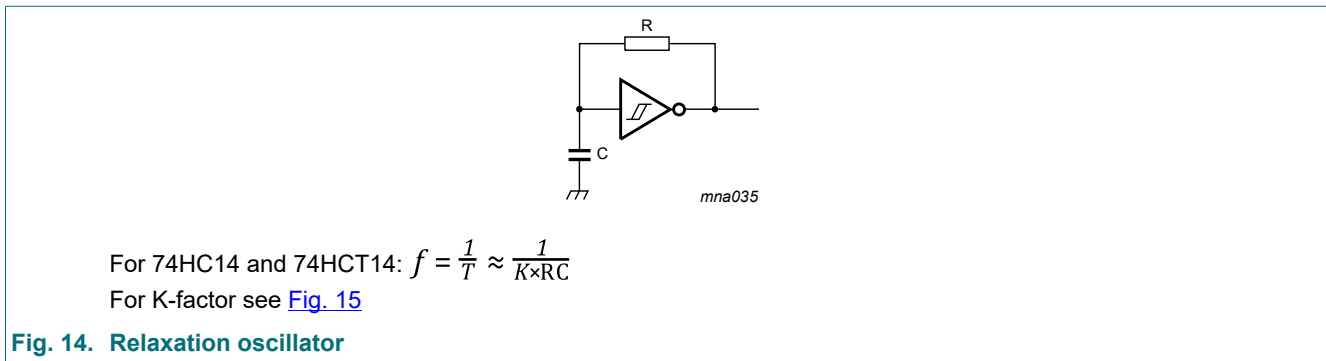 R
C
mna035
For 74HC14 and 74HCT14: f = 1/T ≈ 1/K×RC
For K-factor see Fig. 15
Fig. 14. Relaxation oscillator